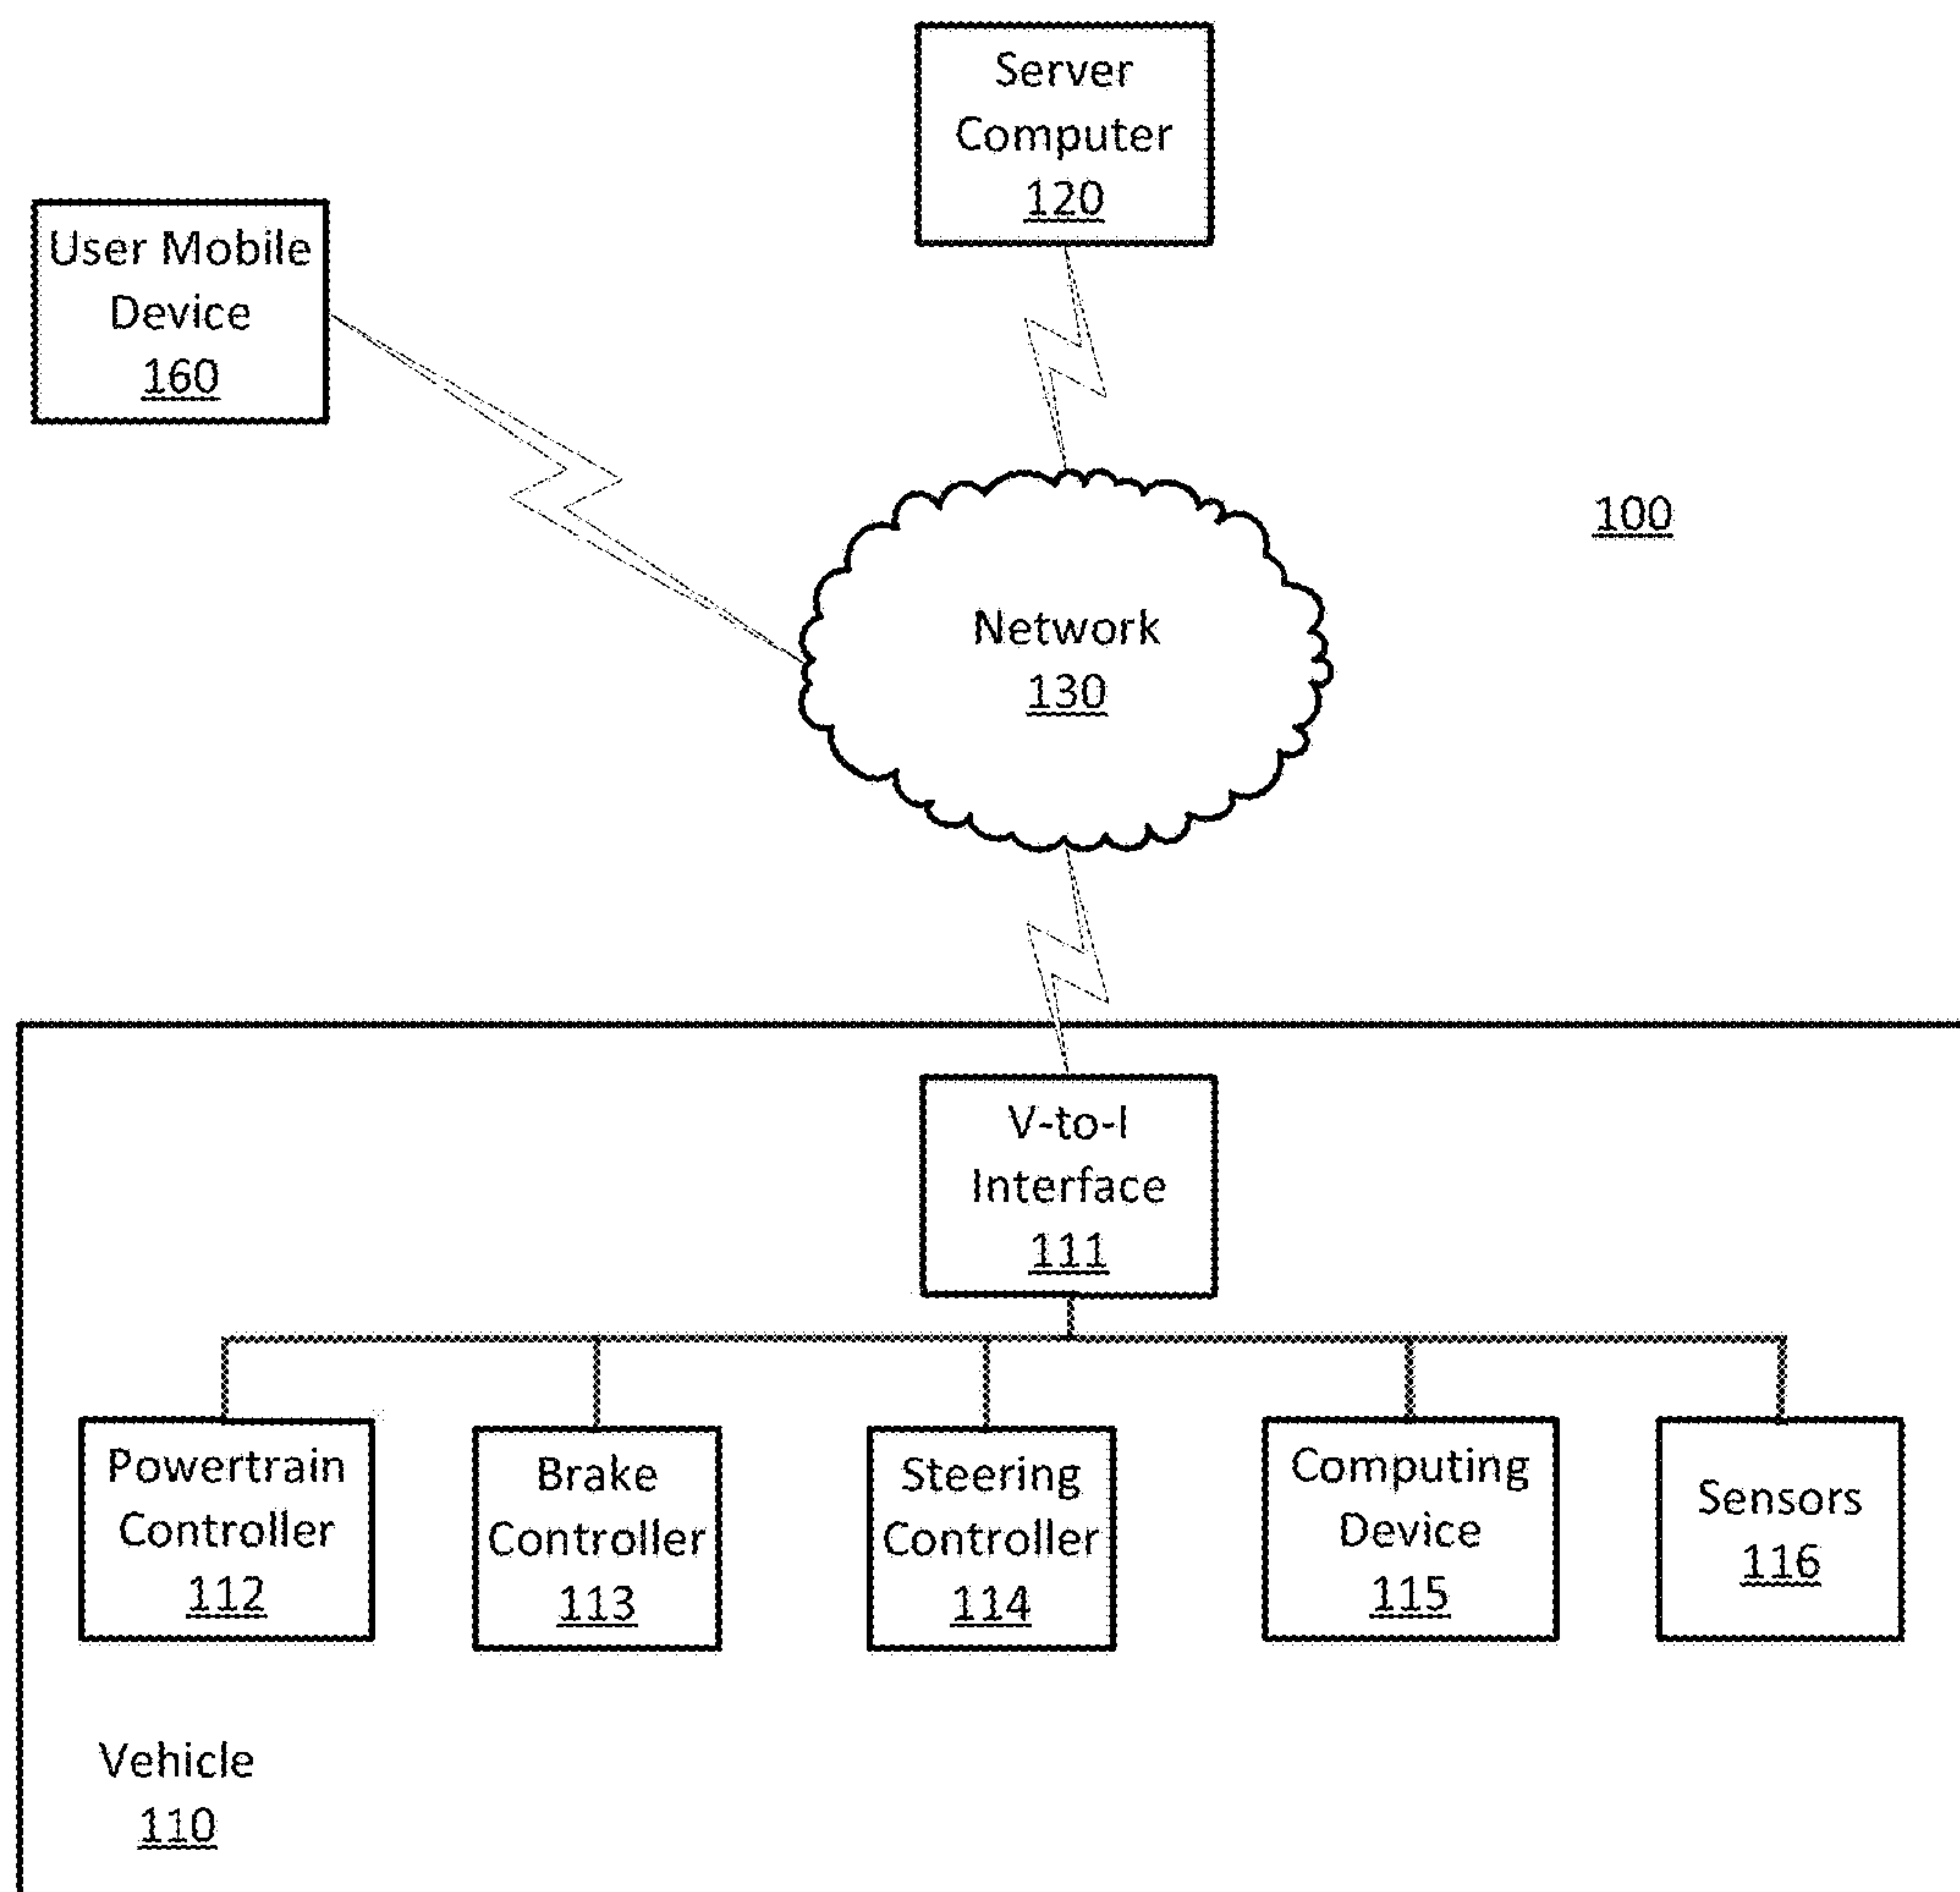 Server
Computer
120
User Mobile
Device
160
100
Network
130
V-to-I
Interface
111
Powertrain
Controller
112
Brake
Controller
113
Steering
Controller
114
Computing
Device
115
Sensors
116
Vehicle
110